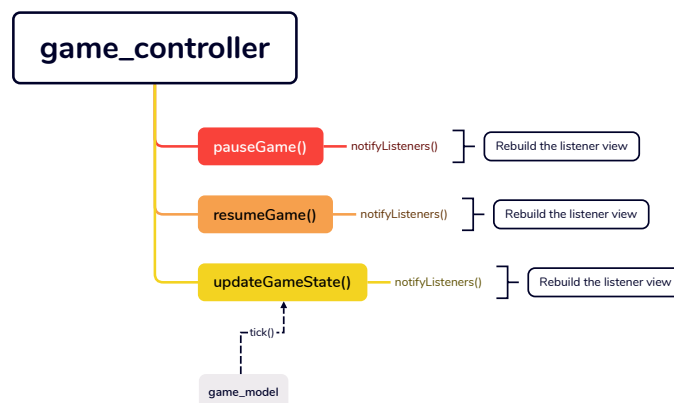 game_controller
pauseGame()
notifyListeners()
Rebuild the listener view
resumeGame()
notifyListeners()
Rebuild the listener view
updateGameState()
notifyListeners()
Rebuild the listener view
tick()
game_model